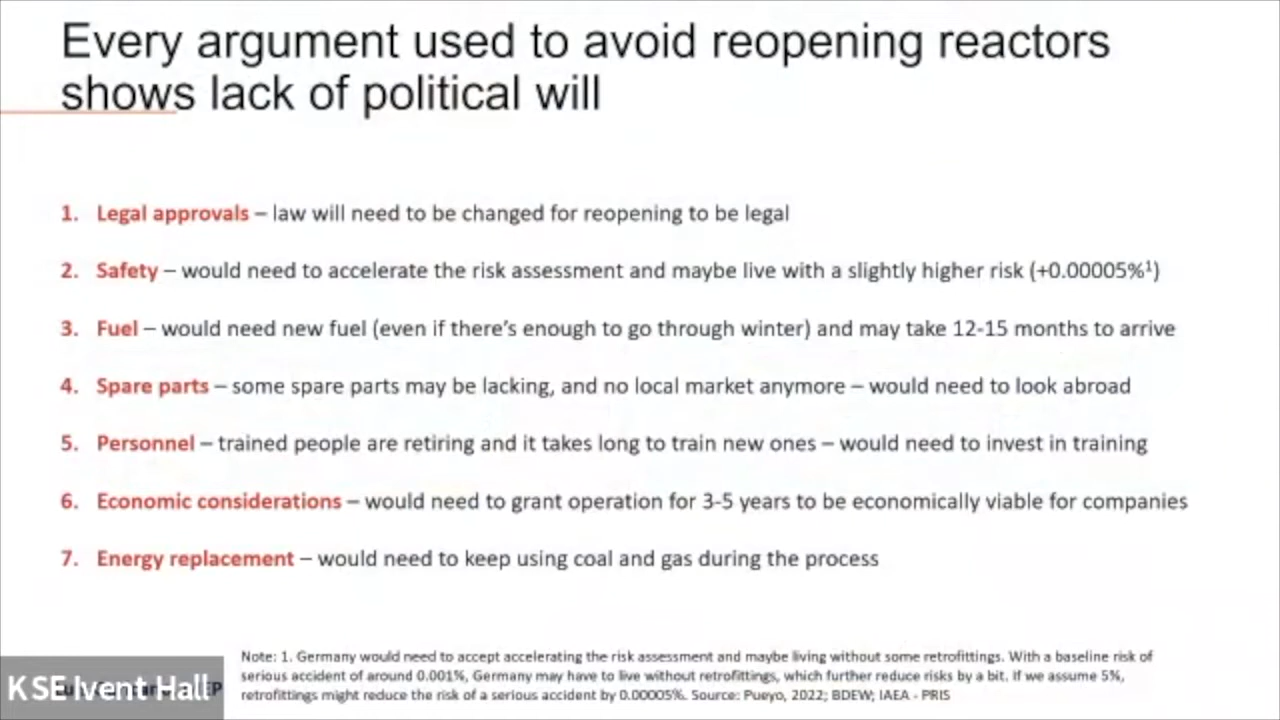 Every argument used to avoid reopening reactors
shows lack of political will
1. Legal approvals – law will need to be changed for reopening to be legal
2. Safety – would need to accelerate the risk assessment and maybe live with a slightly higher risk (+0.00005%¹)
3. Fuel – would need new fuel (even if there's enough to go through winter) and may take 12-15 months to arrive
4. Spare parts – some spare parts may be lacking, and no local market anymore – would need to look abroad
5. Personnel – trained people are retiring and it takes long to train new ones – would need to invest in training
6. Economic considerations – would need to grant operation for 3-5 years to be economically viable for companies
7. Energy replacement – would need to keep using coal and gas during the process
Note: 1. Germany would need to accept accelerating the risk assessment and maybe living without some retrofittings. With a baseline risk of
serious accident of around 0.001%, Germany may have to live without retrofittings, which further reduce risks by a bit. If we assume 5%,
retrofittings might reduce the risk of a serious accident by 0.00005%. Source: Pueyo, 2022; BDEW; IAEA - PRIS
KSE Ivent Hall